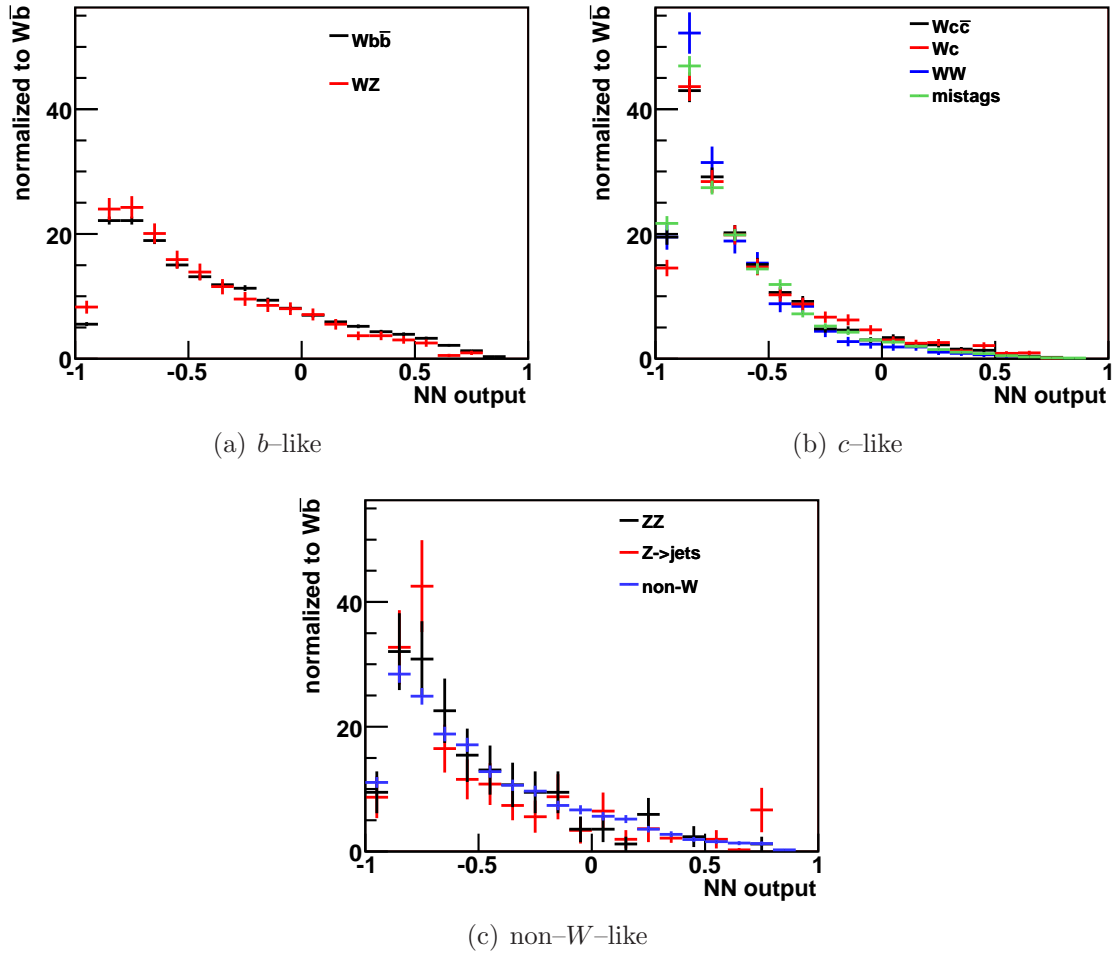 normalized to Wb̄
Wbb̄
WZ
40
20
0
-1 -0.5 0 0.5 1
NN output
(a) b–like
normalized to Wb̄
Wcc̄
Wc
WW
mistags
40
20
0
-1 -0.5 0 0.5 1
NN output
(b) c–like
normalized to Wb̄
ZZ
Z->jets
non-W
40
20
0
-1 -0.5 0 0.5 1
NN output
(c) non–W–like